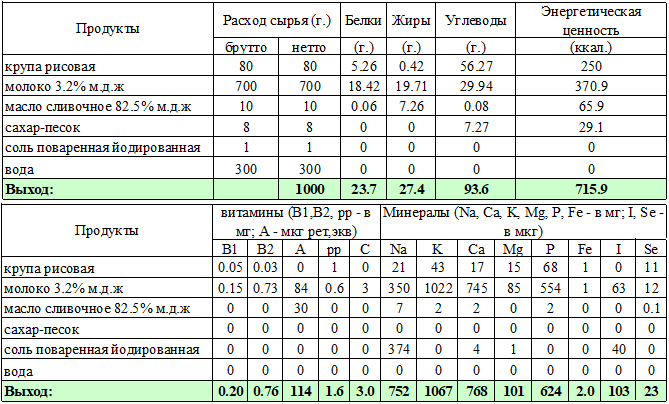 Продукты Расход сырья (г.) Белки Жиры Углеводы Энергетическая ценность
брутто нетто (г.) (г.) (г.) (ккал.)
крупа рисовая 80 80 5.26 0.42 56.27 250
молоко 3.2% м.д.ж 700 700 18.42 19.71 29.94 370.9
масло сливочное 82.5% м.д.ж 10 10 0.06 7.26 0.08 65.9
сахар-песок 8 8 0 0 7.27 29.1
соль поваренная йодированная 1 1 0 0 0 0
вода 300 300 0 0 0 0
Выход: 1000 23.7 27.4 93.6 715.9
Продукты витамины (B1,B2, pp - в мг; А - мкг рет,экв) Минералы (Na, Ca, K, Mg, P, Fe - в мг; I, Se - в мкг)
B1 B2 A pp C Na K Ca Mg P Fe I Se
крупа рисовая 0.05 0.03 0 1 0 21 43 17 15 68 1 0 11
молоко 3.2% м.д.ж 0.15 0.73 84 0.6 3 350 1022 745 85 554 1 63 12
масло сливочное 82.5% м.д.ж 0 0 30 0 0 7 2 2 0 2 0 0 0.1
сахар-песок 0 0 0 0 0 0 0 0 0 0 0 0 0
соль поваренная йодированная 0 0 0 0 0 374 0 4 1 0 0 40 0
вода 0 0 0 0 0 0 0 0 0 0 0 0 0
Выход: 0.20 0.76 114 1.6 3.0 752 1067 768 101 624 2.0 103 23